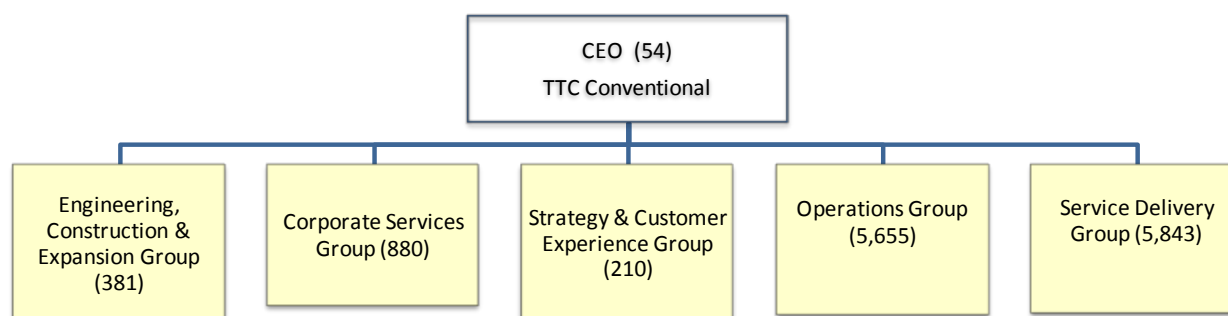 CEO (54)
TTC Conventional
Engineering,
Construction &
Expansion Group
(381)
Corporate Services
Group (880)
Strategy & Customer
Experience Group
(210)
Operations Group
(5,655)
Service Delivery
Group (5,843)